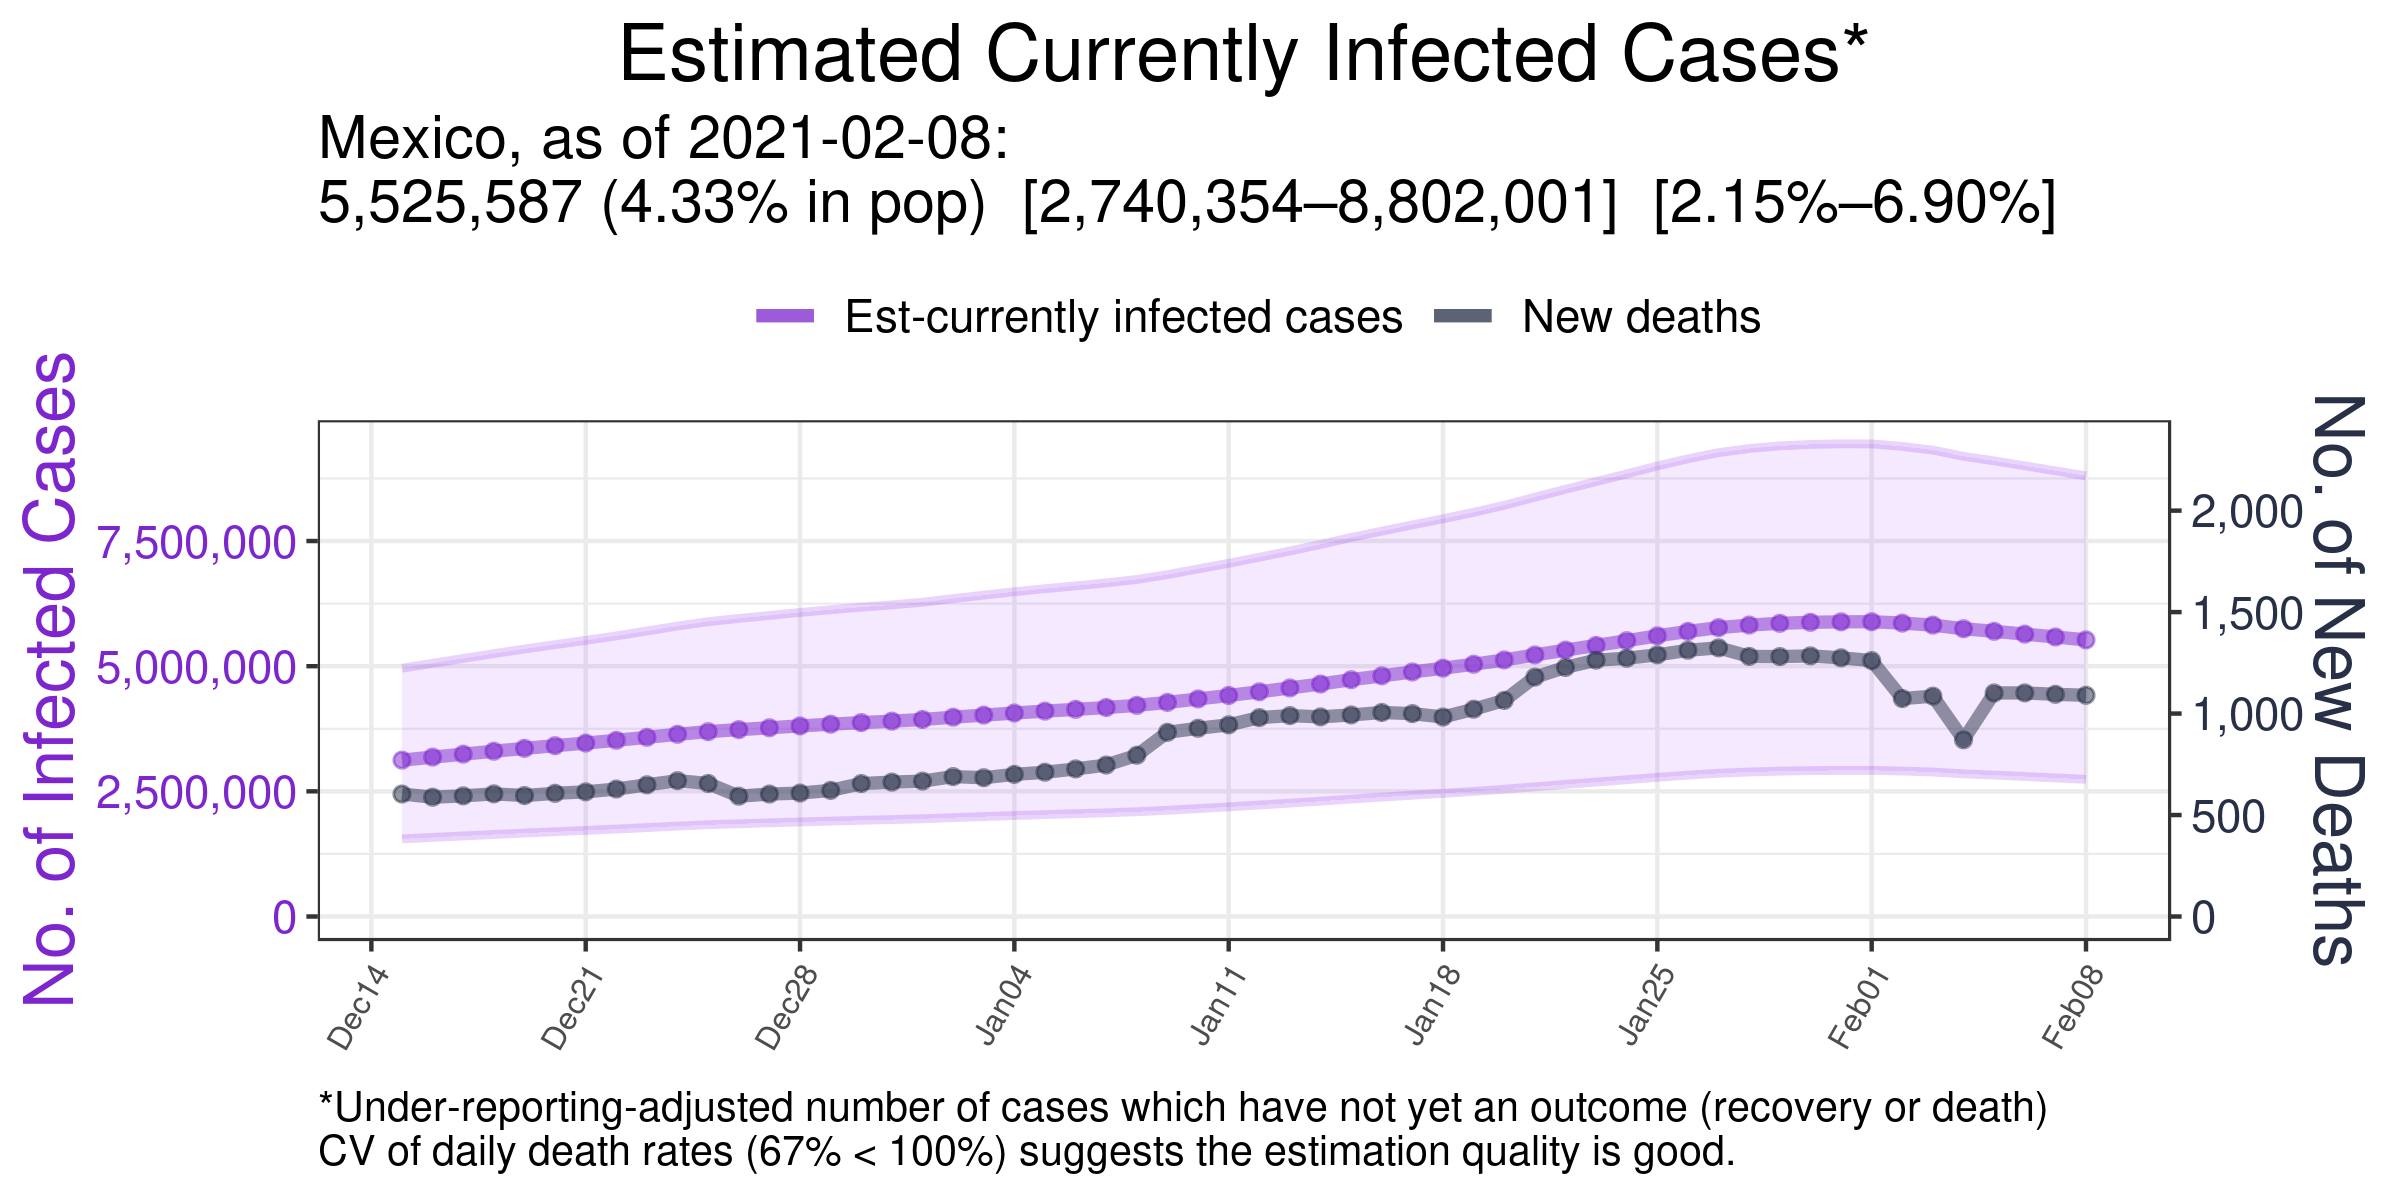 Estimated Currently Infected Cases*
Mexico, as of 2021-02-08:
5,525,587 (4.33% in pop) [2,740,354–8,802,001] [2.15%–6.90%]
Est-currently infected cases New deaths
No. of Infected Cases
7,500,000
5,000,000
2,500,000
0
2,000
1,500
1,000
500
0
No. of New Deaths
Dec14 Dec21 Dec28 Jan04 Jan11 Jan18 Jan25 Feb01 Feb08
*Under-reporting-adjusted number of cases which have not yet an outcome (recovery or death)
CV of daily death rates (67% < 100%) suggests the estimation quality is good.